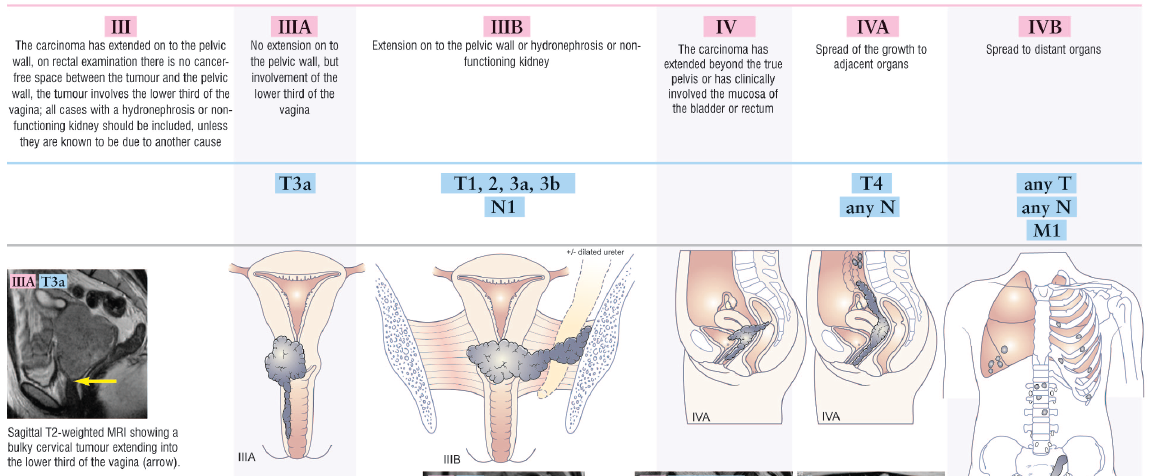 III
The carcinoma has extended on to the pelvic
wall, on rectal examination there is no cancer-
free space between the tumour and the pelvic
wall, the tumour involves the lower third of the
vagina; all cases with a hydronephrosis or non-
functioning kidney should be included, unless
they are known to be due to another cause
IIIA
No extension on to
the pelvic wall, but
involvement of the
lower third of the
vagina
IIIB
Extension on to the pelvic wall or hydronephrosis or non-
functioning kidney
IV
The carcinoma has
extended beyond the true
pelvis or has clinically
involved the mucosa of
the bladder or rectum
IVA
Spread of the growth to
adjacent organs
IVB
Spread to distant organs
T3a
T1, 2, 3a, 3b
N1
T4
any N
any T
any N
M1
IIIA T3a
Sagittal T2-weighted MRI showing a
bulky cervical tumour extending into
the lower third of the vagina (arrow).
IIIA
+/- dilated ureter
IIIB
IVA
IVA